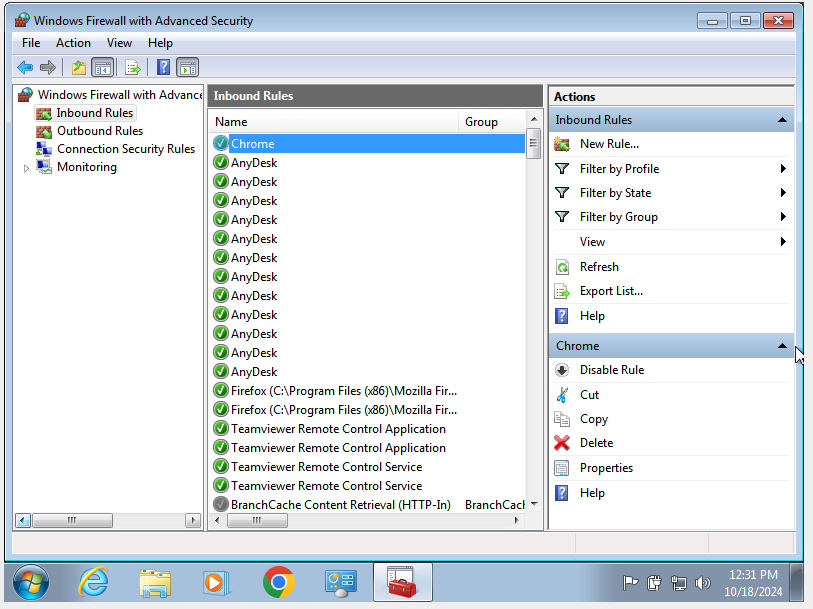 Windows Firewall with Advanced Security
File Action View Help
Windows Firewall with Advance
Inbound Rules
Outbound Rules
Connection Security Rules
Monitoring
Inbound Rules
Name Group
Chrome
AnyDesk
AnyDesk
AnyDesk
AnyDesk
AnyDesk
AnyDesk
AnyDesk
AnyDesk
AnyDesk
AnyDesk
AnyDesk
AnyDesk
Firefox (C:\Program Files (x86)\Mozilla Fir...
Firefox (C:\Program Files (x86)\Mozilla Fir...
Teamviewer Remote Control Application
Teamviewer Remote Control Application
Teamviewer Remote Control Service
Teamviewer Remote Control Service
BranchCache Content Retrieval (HTTP-In) BranchCach
Actions
Inbound Rules
New Rule...
Filter by Profile
Filter by State
Filter by Group
View
Refresh
Export List...
Help
Chrome
Disable Rule
Cut
Copy
Delete
Properties
Help
12:31 PM
10/18/2024